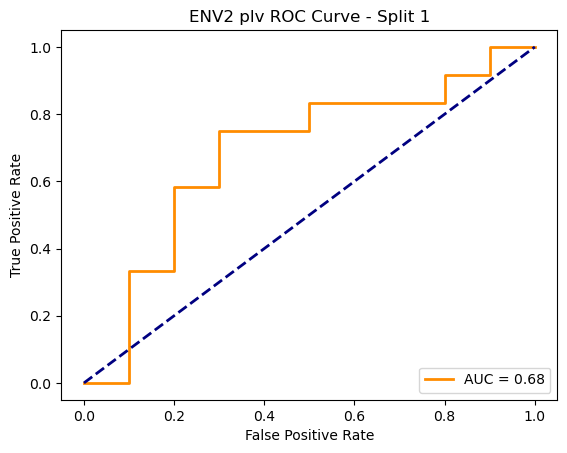 ENV2 plv ROC Curve - Split 1
True Positive Rate
1.0
0.8
0.6
0.4
0.2
0.0
0.0 0.2 0.4 0.6 0.8 1.0
False Positive Rate
AUC = 0.68